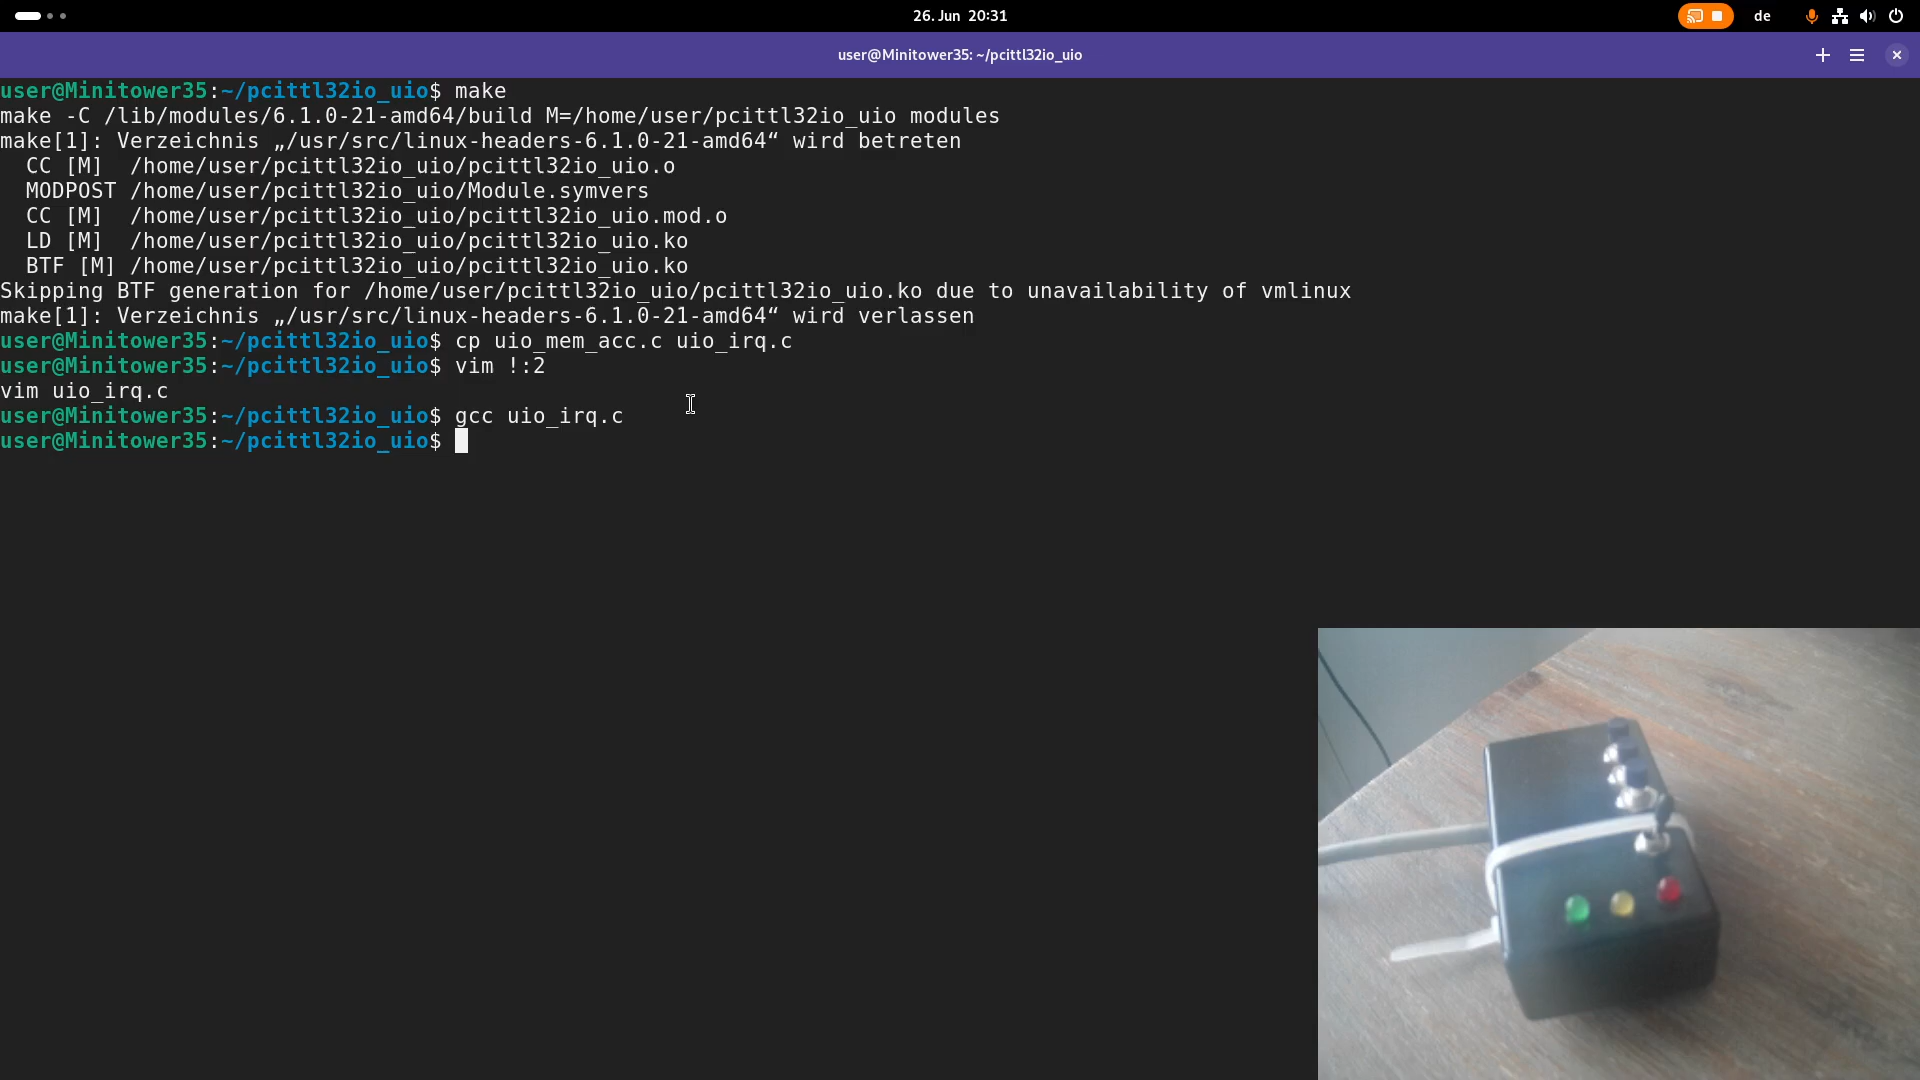 26. Jun 20:31
de
user@Minitower35: ~/pcittl32io_uio
user@Minitower35:~/pcittl32io_uio$ make
make -C /lib/modules/6.1.0-21-amd64/build M=/home/user/pcittl32io_uio modules
make[1]: Verzeichnis „/usr/src/linux-headers-6.1.0-21-amd64“ wird betreten
  CC [M]  /home/user/pcittl32io_uio/pcittl32io_uio.o
  MODPOST /home/user/pcittl32io_uio/Module.symvers
  CC [M]  /home/user/pcittl32io_uio/pcittl32io_uio.mod.o
  LD [M]  /home/user/pcittl32io_uio/pcittl32io_uio.ko
  BTF [M] /home/user/pcittl32io_uio/pcittl32io_uio.ko
Skipping BTF generation for /home/user/pcittl32io_uio/pcittl32io_uio.ko due to unavailability of vmlinux
make[1]: Verzeichnis „/usr/src/linux-headers-6.1.0-21-amd64“ wird verlassen
user@Minitower35:~/pcittl32io_uio$ cp uio_mem_acc.c uio_irq.c
user@Minitower35:~/pcittl32io_uio$ vim !:2
vim uio_irq.c
user@Minitower35:~/pcittl32io_uio$ gcc uio_irq.c
user@Minitower35:~/pcittl32io_uio$